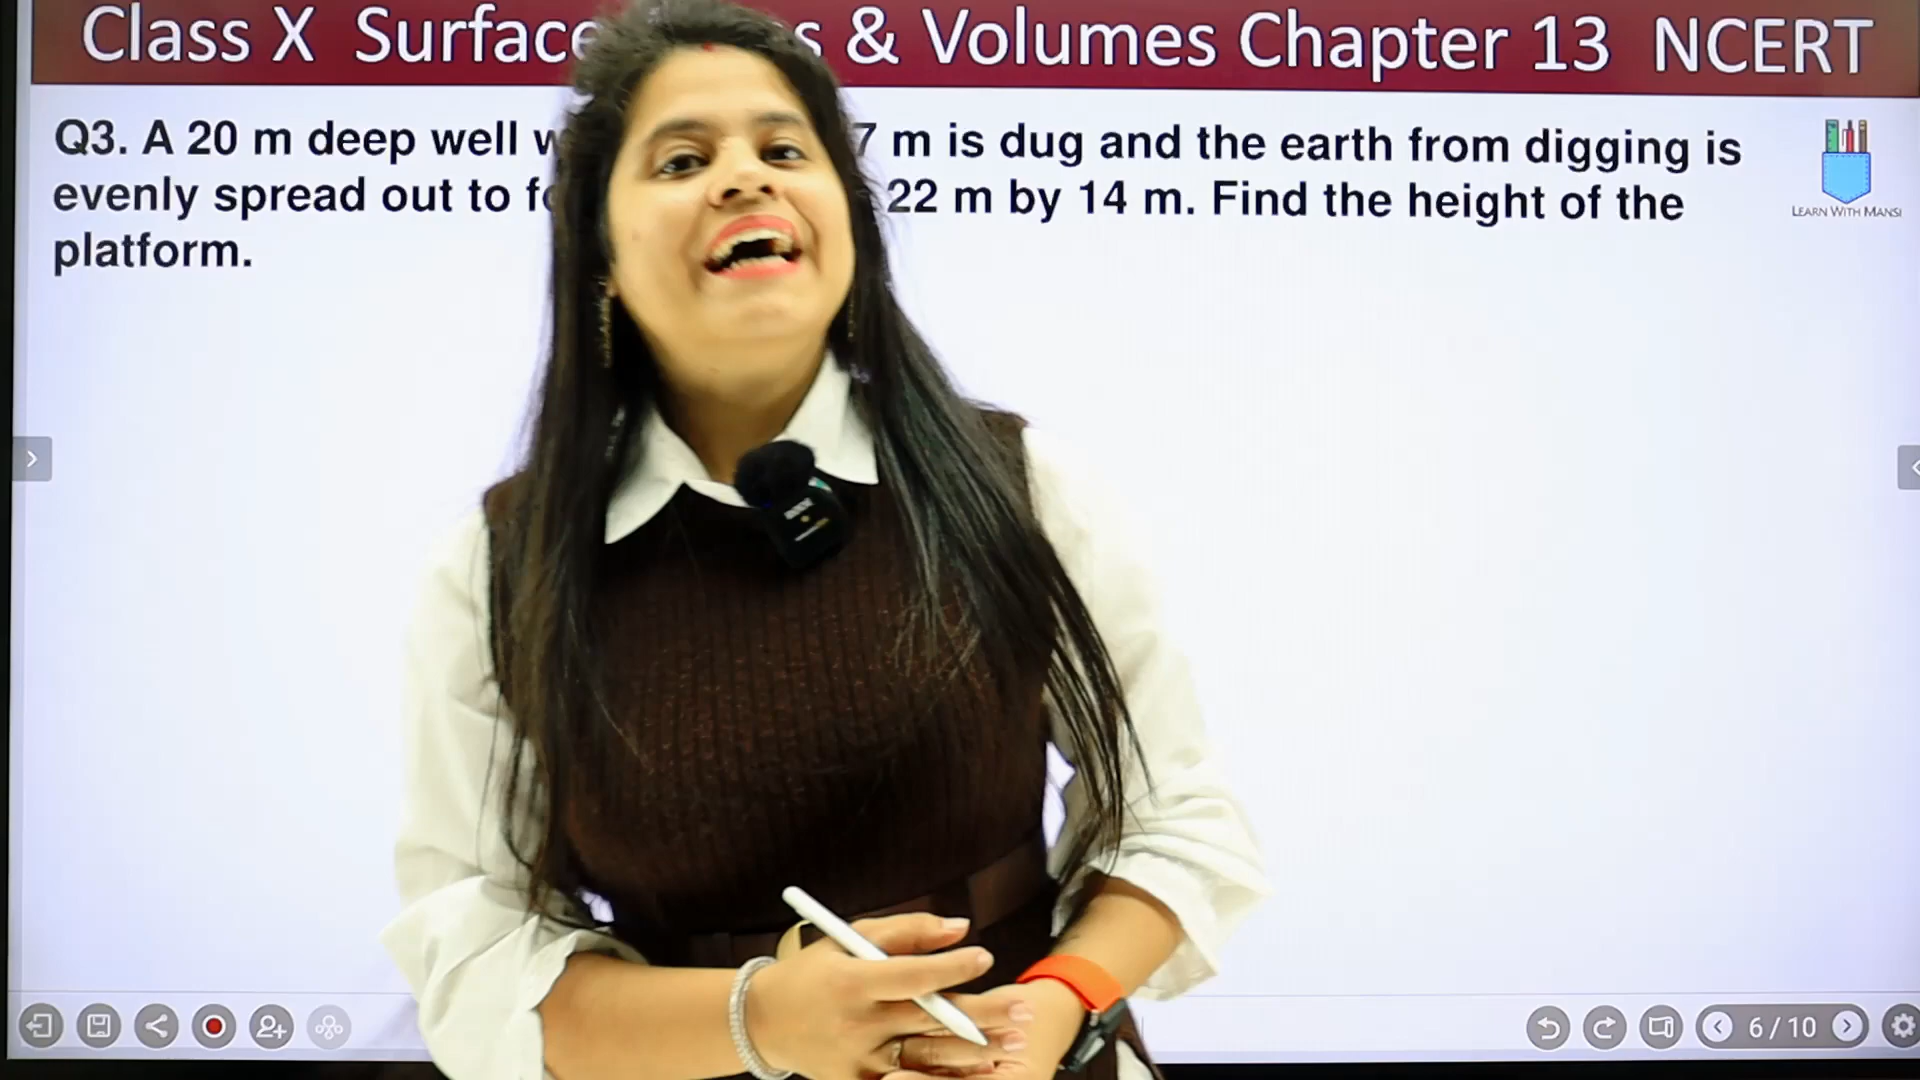 Class X Surface s & Volumes Chapter 13 NCERT
Q3. A 20 m deep well 7 m is dug and the earth from digging is
evenly spread out to 22 m by 14 m. Find the height of the
platform.
LEARN WITH MANSI
6 / 10